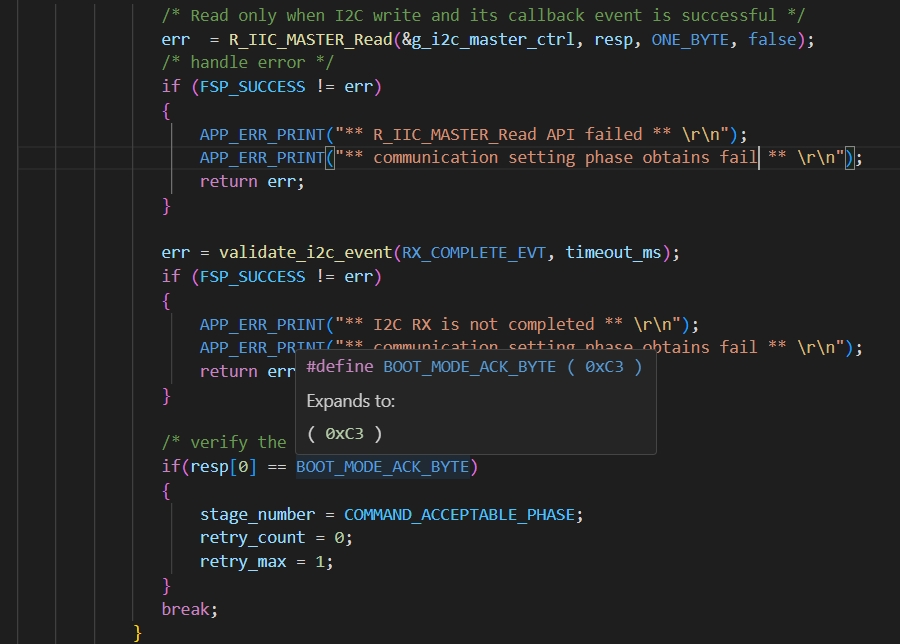 /* Read only when I2C write and its callback event is successful */
err  = R_IIC_MASTER_Read(&g_i2c_master_ctrl, resp, ONE_BYTE, false);
/* handle error */
if (FSP_SUCCESS != err)
{
APP_ERR_PRINT("** R_IIC_MASTER_Read API failed ** \r\n");
APP_ERR_PRINT("** communication setting phase obtains fail ** \r\n");
return err;
}
err = validate_i2c_event(RX_COMPLETE_EVT, timeout_ms);
if (FSP_SUCCESS != err)
{
APP_ERR_PRINT("** I2C RX is not completed ** \r\n");
APP_ERR_PRINT("** communication setting phase obtains fail ** \r\n");
return err
#define BOOT_MODE_ACK_BYTE ( 0xC3 )
Expands to:
( 0xC3 )
}
/* verify the
if(resp[0] == BOOT_MODE_ACK_BYTE)
{
stage_number = COMMAND_ACCEPTABLE_PHASE;
retry_count = 0;
retry_max = 1;
}
break;
}